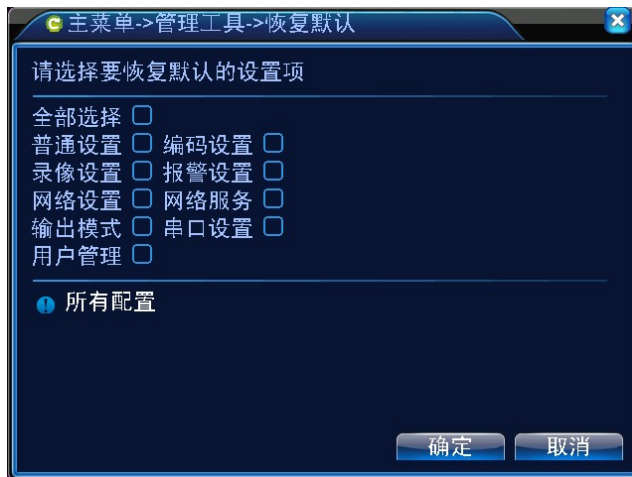 主菜单->管理工具->恢复默认
请选择要恢复默认的设置项
全部选择
普通设置 编码设置
录像设置 报警设置
网络设置 网络服务
输出模式 串口设置
用户管理
所有配置
确定 取消